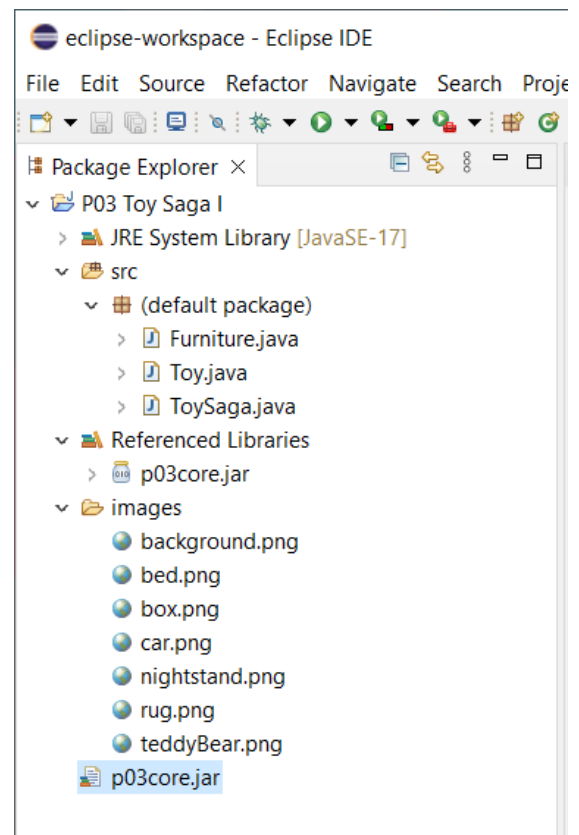 eclipse-workspace - Eclipse IDE
File Edit Source Refactor Navigate Search Proje
Package Explorer
P03 Toy Saga I
JRE System Library [JavaSE-17]
src
(default package)
Furniture.java
Toy.java
ToySaga.java
Referenced Libraries
p03core.jar
images
background.png
bed.png
box.png
car.png
nightstand.png
rug.png
teddyBear.png
p03core.jar